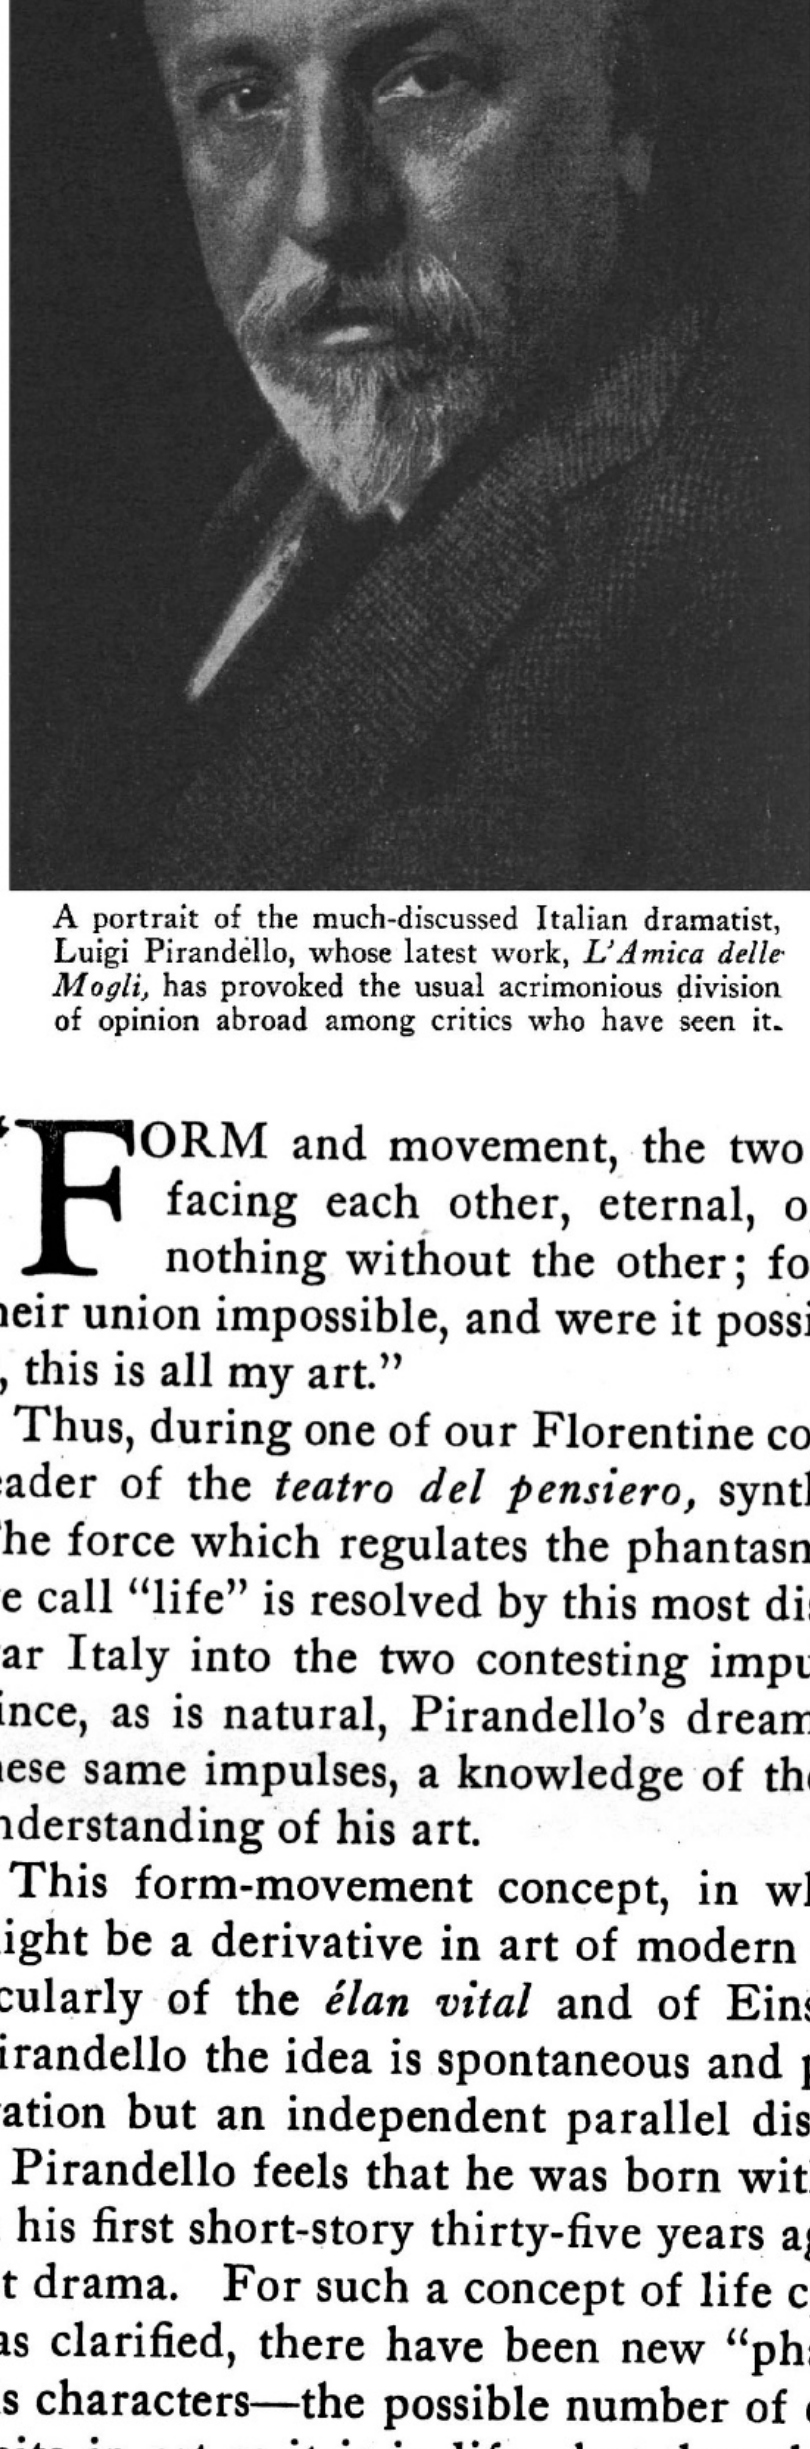 A portrait of the much-discussed Italian dramatist,
Luigi Pirandello, whose latest work, L'Amica delle
Mogli, has provoked the usual acrimonious division
of opinion abroad among critics who have seen it.
“FORM and movement, the two
facing each other, eternal, o
nothing without the other; fo
heir union impossible, and were it possi
, this is all my art.”
Thus, during one of our Florentine co
eader of the teatro del pensiero, synt
he force which regulates the phantasm
e call “life” is resolved by this most dis
ar Italy into the two contesting impu
ince, as is natural, Pirandello's dream
hese same impulses, a knowledge of the
nderstanding of his art.
This form-movement concept, in wh
ight be a derivative in art of modern
cularly of the élan vital and of Eins
irandello the idea is spontaneous and p
ation but an independent parallel dis
Pirandello feels that he was born wit
his first short-story thirty-five years ag
t drama. For such a concept of life c
as clarified, there have been new “pha
s characters—the possible number of